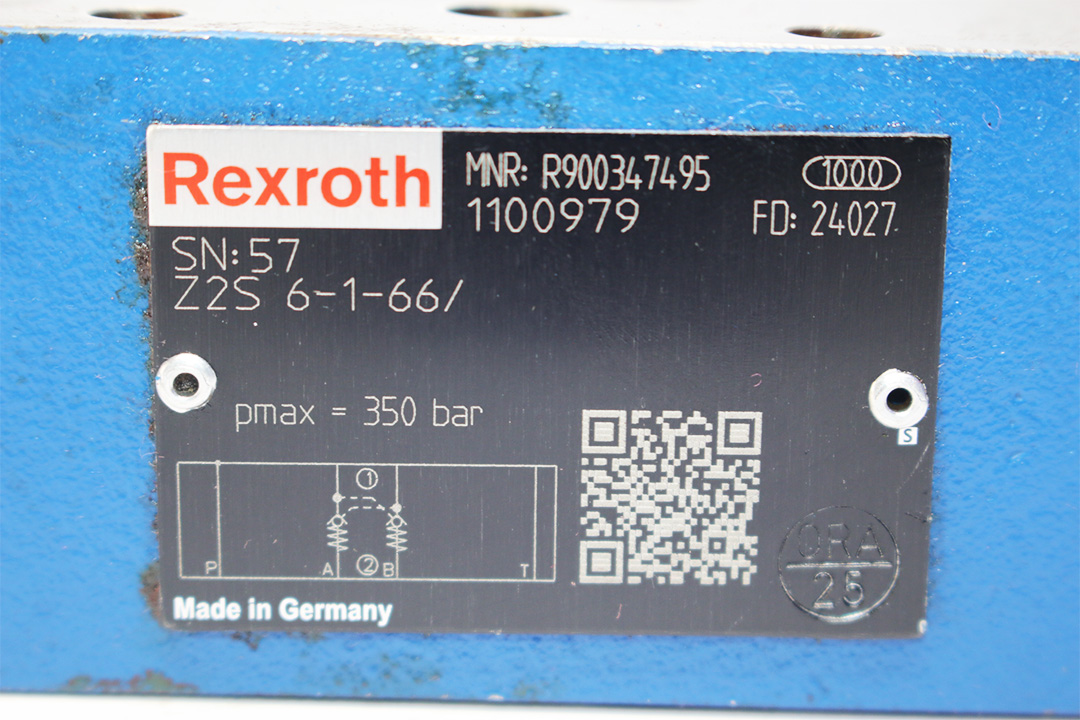 Rexroth
MNR: R900347495
1000
1100979
FD: 24027
SN: 57
Z2S 6-1-66/
pmax = 350 bar
S
1
P
A
2
B
T
ORA
25
Made in Germany